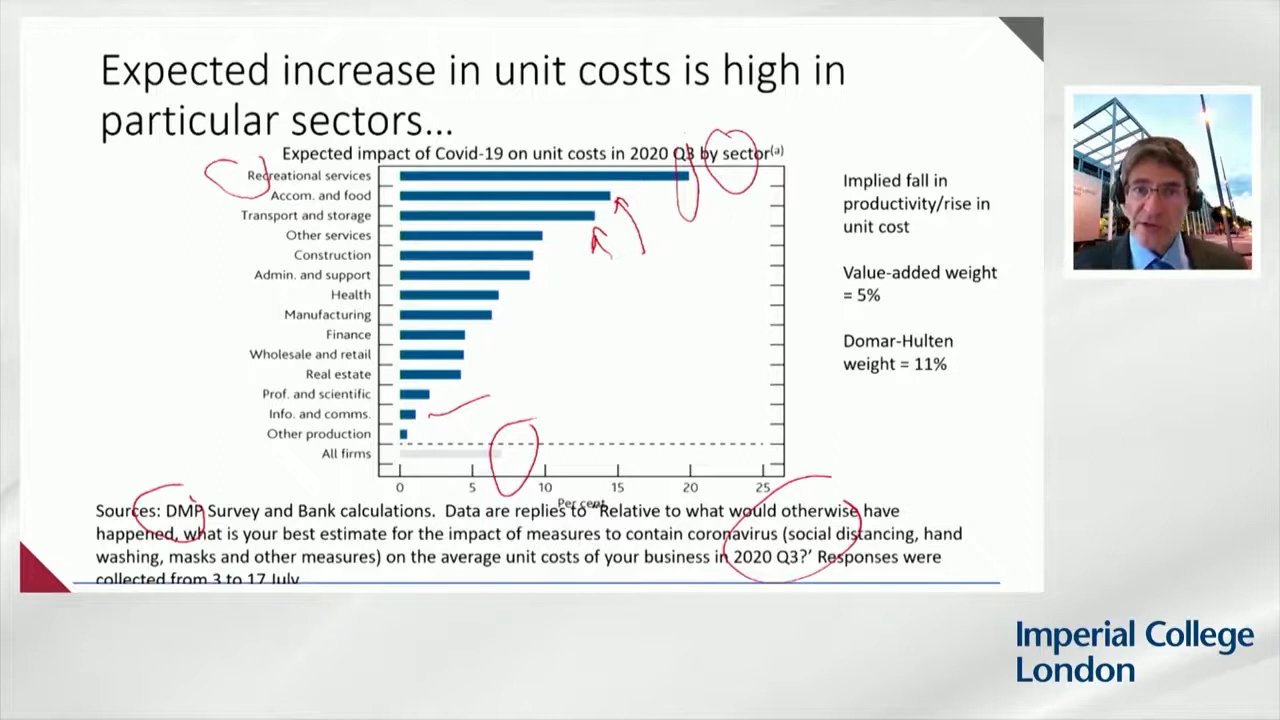 Expected increase in unit costs is high in
particular sectors...
Expected impact of Covid-19 on unit costs in 2020 Q3 by sector(a)
Recreational services
Accom. and food
Transport and storage
Other services
Construction
Admin. and support
Health
Manufacturing
Finance
Wholesale and retail
Real estate
Prof. and scientific
Info. and comms.
Other production
All firms
0 5 10 15 20 25
Per cent
Implied fall in
productivity/rise in
unit cost
Value-added weight
= 5%
Domar-Hulten
weight = 11%
Sources: DMP Survey and Bank calculations. Data are replies to "Relative to what would otherwise have
happened, what is your best estimate for the impact of measures to contain coronavirus (social distancing, hand
washing, masks and other measures) on the average unit costs of your business in 2020 Q3?' Responses were
collected from 3 to 17 July
Imperial College
London